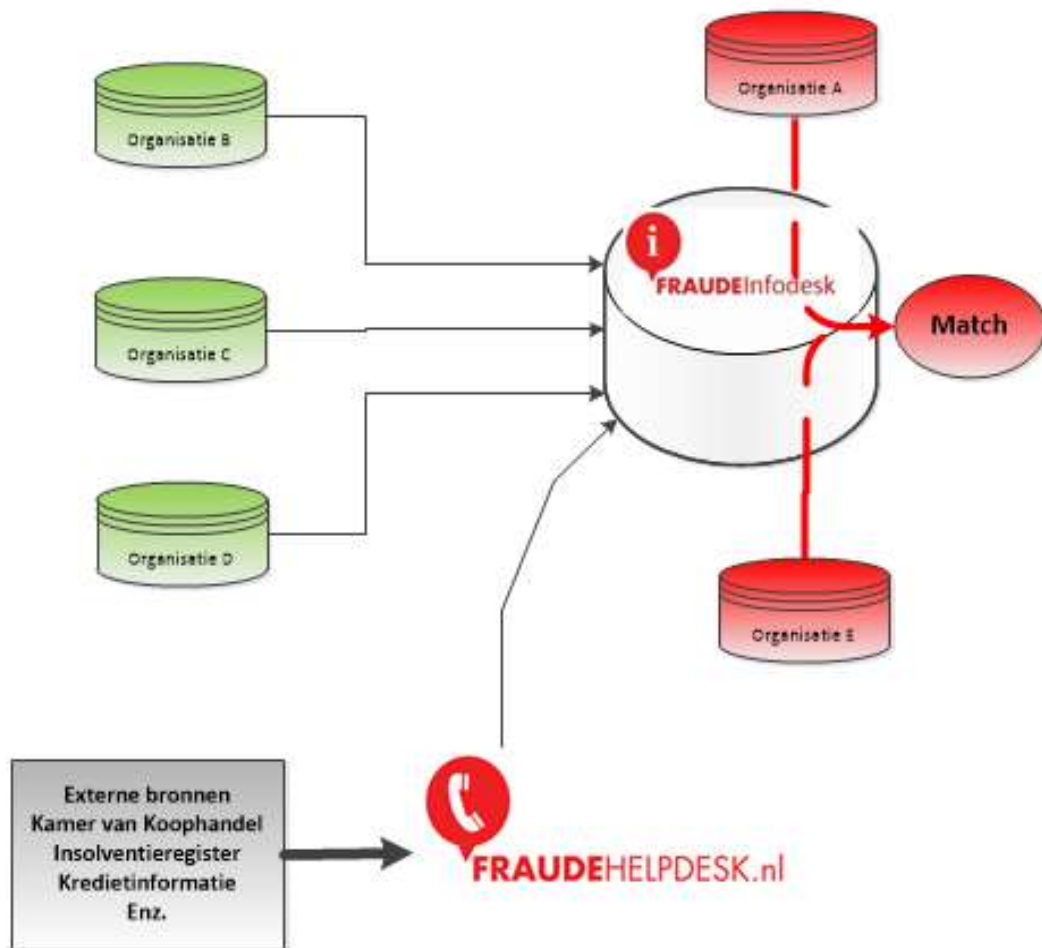 Organisatie A
Organisatie B
i
FRAUDEInfodesk
Match
Organisatie C
Organisatie D
Organisatie E
Externe bronnen
Kamer van Koophandel
Insolventieregister
Kredietinformatie
Enz.
FRAUDEHELPDESK.nl